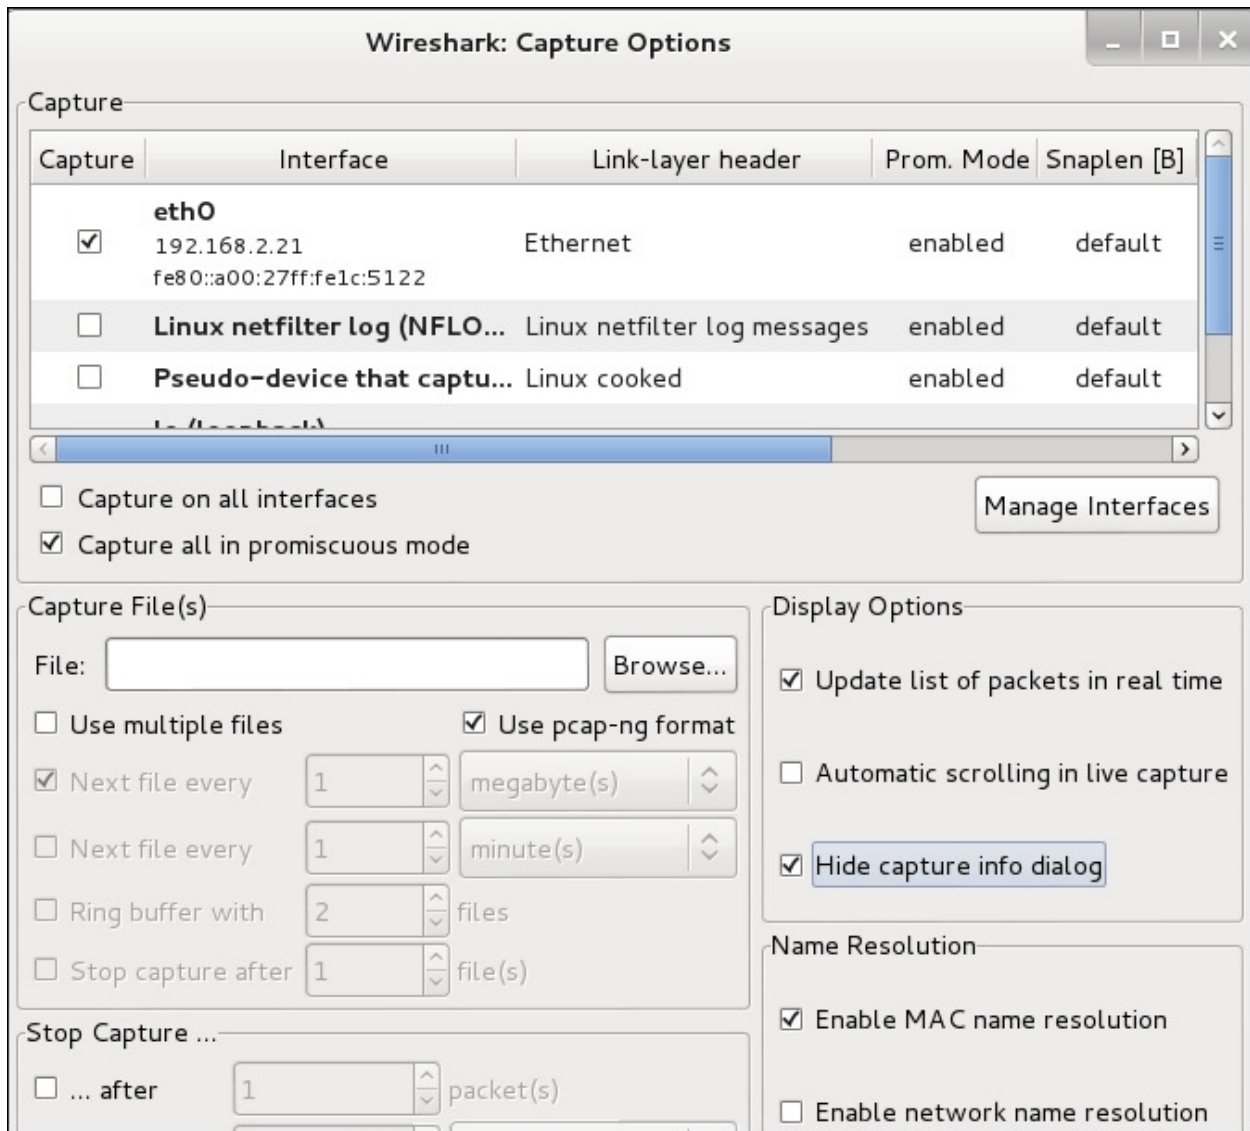 Wireshark: Capture Options
Capture
Capture Interface Link-layer header Prom. Mode Snaplen [B]
eth0
192.168.2.21 Ethernet enabled default
fe80::a00:27ff:fe1c:5122
Linux netfilter log (NFLO... Linux netfilter log messages enabled default
Pseudo-device that captu... Linux cooked enabled default
lo (loopback)
Capture on all interfaces
Manage Interfaces
Capture all in promiscuous mode
Capture File(s)
File: Browse...
Use multiple files Use pcap-ng format
Next file every 1 megabyte(s)
Next file every 1 minute(s)
Ring buffer with 2 files
Stop capture after 1 file(s)
Display Options
Update list of packets in real time
Automatic scrolling in live capture
Hide capture info dialog
Stop Capture ...
... after 1 packet(s)
Name Resolution
Enable MAC name resolution
Enable network name resolution